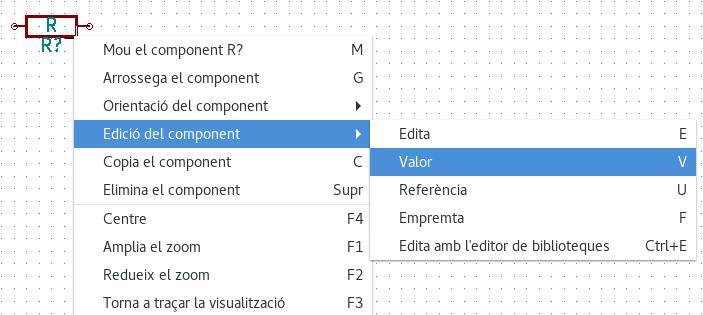 R
R?
Mou el component R? M
Arrossega el component G
Orientació del component
Edició del component
Copia el component C
Elimina el component Supr
Centre F4
Amplia el zoom F1
Redueix el zoom F2
Torna a traçar la visualització F3
Edita E
Valor V
Referència U
Empremta F
Edita amb l'editor de biblioteques Ctrl+E